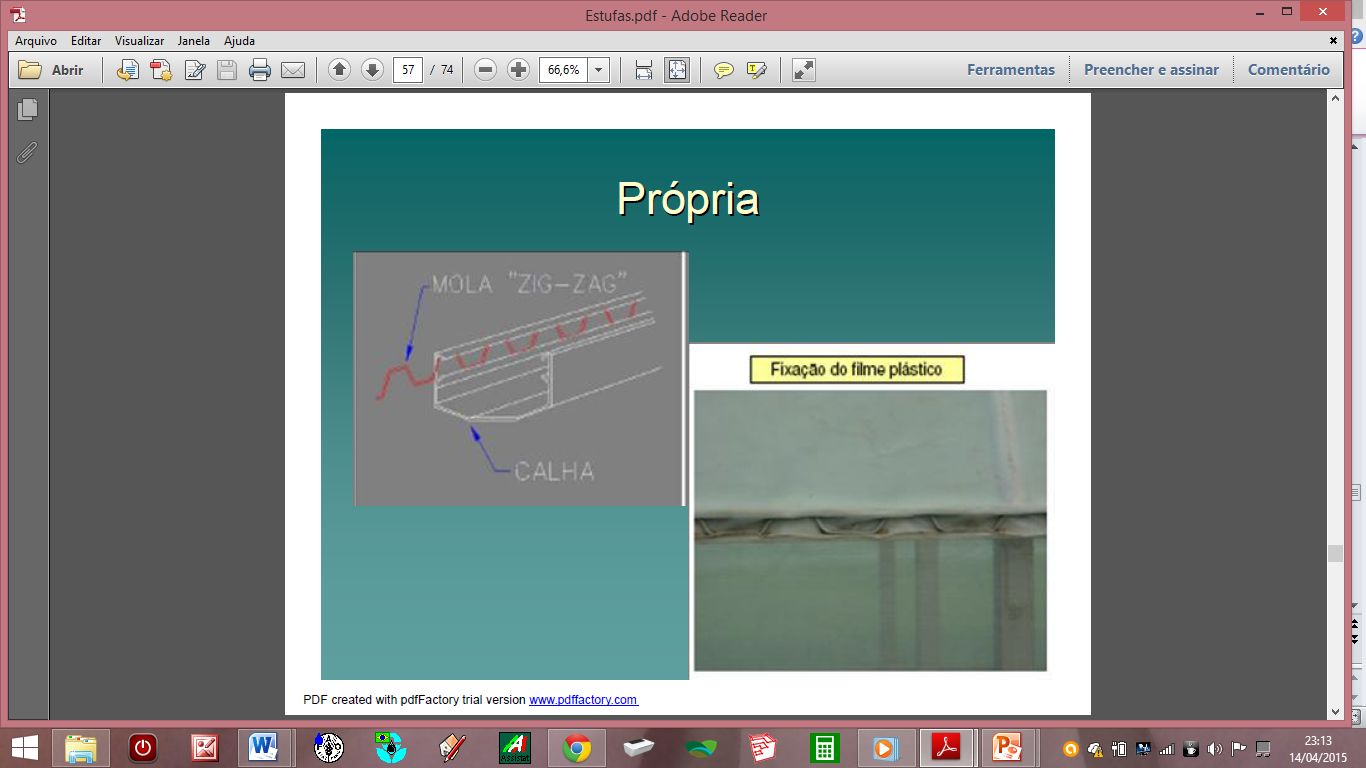 Estufas.pdf - Adobe Reader
Arquivo Editar Visualizar Janela Ajuda
Abrir 57 / 74 66,6% Ferramentas Preencher e assinar Comentário
Própria
MOLA "ZIG-ZAG"
CALHA
Fixação do filme plástico
PDF created with pdfFactory trial version www.pdffactory.com
Assistat
23:13
14/04/2015